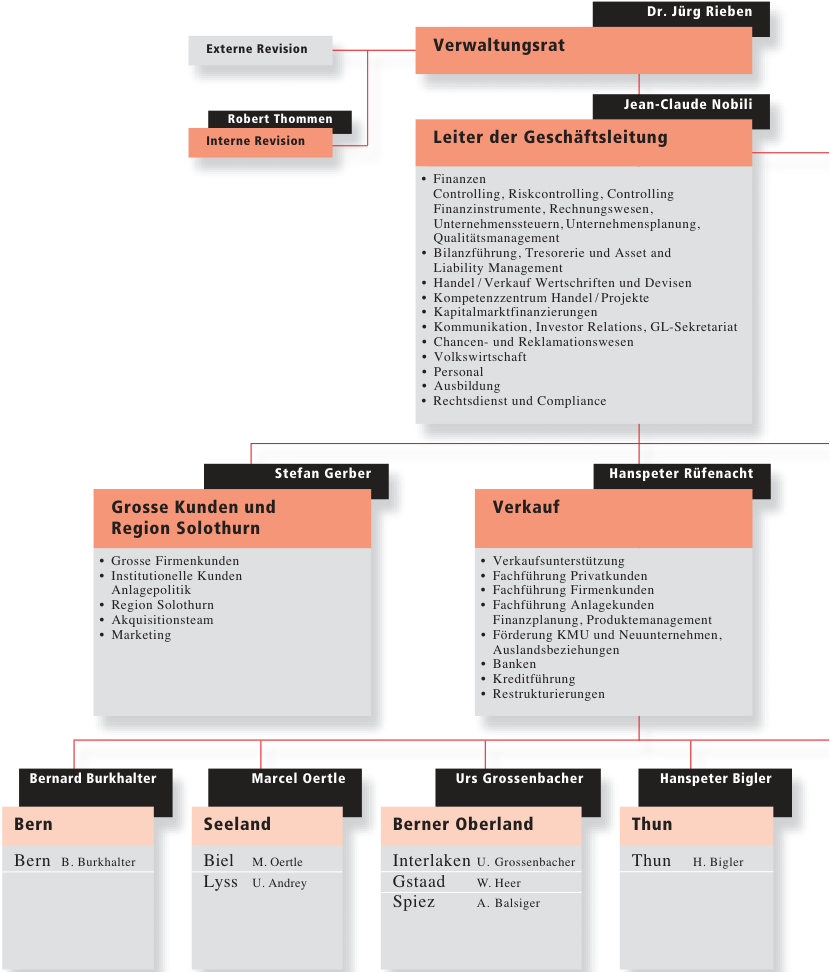 Dr. Jürg Rieben
Verwaltungsrat
Externe Revision
Robert Thommen
Interne Revision
Jean-Claude Nobili
Leiter der Geschäftsleitung
• Finanzen
Controlling, Riskcontrolling, Controlling
Finanzinstrumente, Rechnungswesen,
Unternehmenssteuern, Unternehmensplanung,
Qualitätsmanagement
• Bilanzführung, Tresorerie und Asset and
Liability Management
• Handel / Verkauf Wertschriften und Devisen
• Kompetenzzentrum Handel / Projekte
• Kapitalmarktfinanzierungen
• Kommunikation, Investor Relations, GL-Sekretariat
• Chancen- und Reklamationswesen
• Volkswirtschaft
• Personal
• Ausbildung
• Rechtsdienst und Compliance
Stefan Gerber
Grosse Kunden und
Region Solothurn
• Grosse Firmenkunden
• Institutionelle Kunden
Anlagepolitik
• Region Solothurn
• Akquisitionsteam
• Marketing
Hanspeter Rüfenacht
Verkauf
• Verkaufsunterstützung
• Fachführung Privatkunden
• Fachführung Firmenkunden
• Fachführung Anlagekunden
Finanzplanung, Produktemanagement
• Förderung KMU und Neuunternehmen,
Auslandsbeziehungen
• Banken
• Kreditführung
• Restrukturierungen
Bernard Burkhalter
Bern
Bern B. Burkhalter
Marcel Oertle
Seeland
Biel M. Oertle
Lyss U. Andrey
Urs Grossenbacher
Berner Oberland
Interlaken U. Grossenbacher
Gstaad W. Heer
Spiez A. Balsiger
Hanspeter Bigler
Thun
Thun H. Bigler